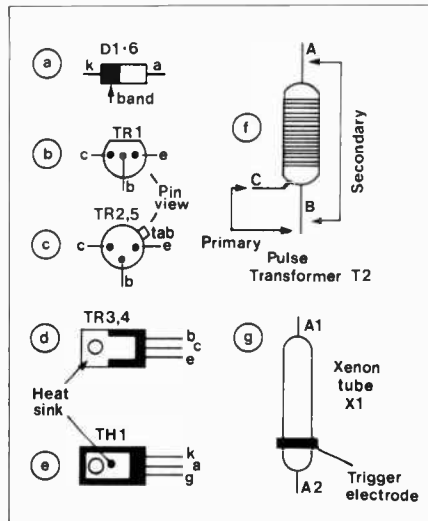 a
D1·6
k
a
band
b
TR1
c
e
b
Pin
view
c
TR2,5
tab
c
e
b
d
TR3,4
b
c
e
Heat
sink
e
TH1
k
a
g
f
A
Secondary
C
B
Primary
Pulse
Transformer T2
g
A1
Xenon
tube
X1
Trigger
electrode
A2